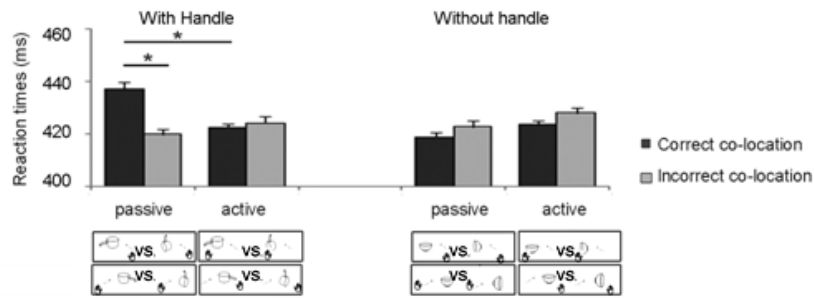 With Handle
Without handle
Reaction times (ms)
460
440
420
400
*
*
passive
active
passive
active
Correct co-location
Incorrect co-location
VS.
VS.
VS.
VS.
VS.
VS.
VS.
VS.